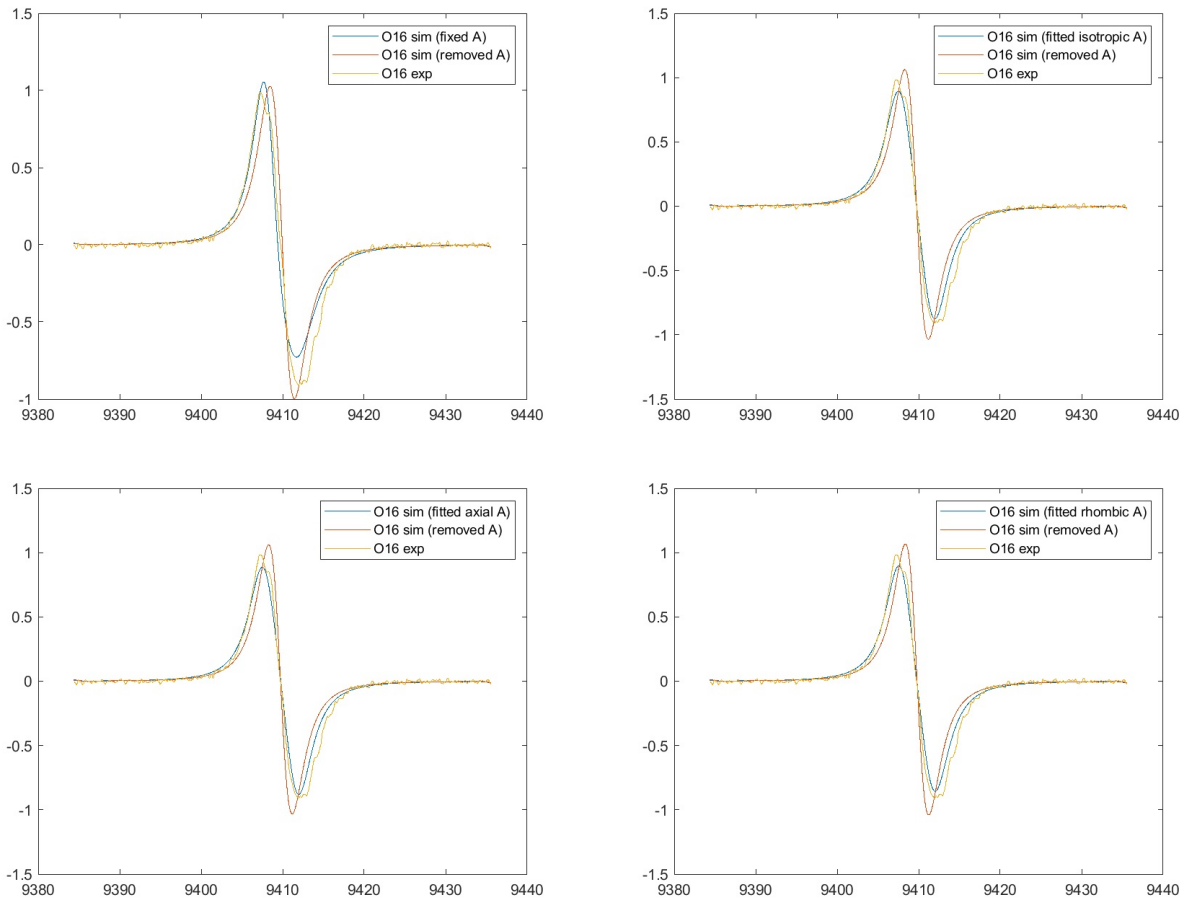 1.5
O16 sim (fixed A)
O16 sim (removed A)
O16 exp
1
0.5
0
-0.5
-1
9380 9390 9400 9410 9420 9430 9440
1.5
O16 sim (fitted isotropic A)
O16 sim (removed A)
O16 exp
1
0.5
0
-0.5
-1
-1.5
9380 9390 9400 9410 9420 9430 9440
1.5
O16 sim (fitted axial A)
O16 sim (removed A)
O16 exp
1
0.5
0
-0.5
-1
-1.5
9380 9390 9400 9410 9420 9430 9440
1.5
O16 sim (fitted rhombic A)
O16 sim (removed A)
O16 exp
1
0.5
0
-0.5
-1
-1.5
9380 9390 9400 9410 9420 9430 9440